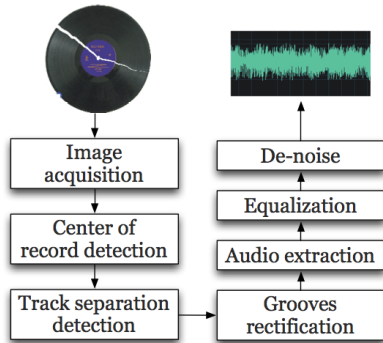 Image
acquisition
Center of
record detection
Track separation
detection
Grooves
rectification
Audio extraction
Equalization
De-noise